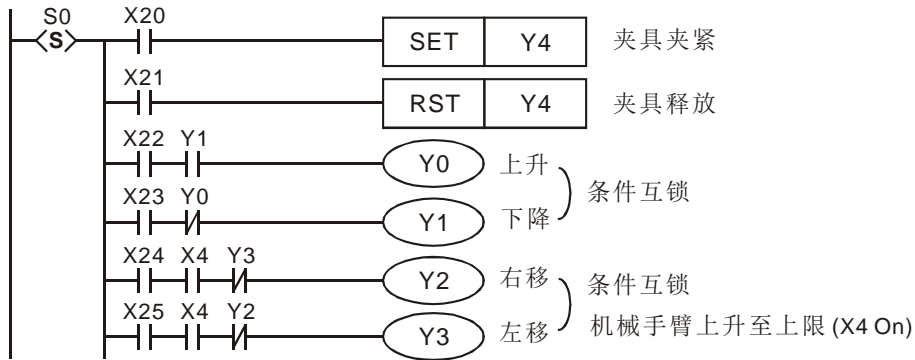 S0 X20
S SET Y4 夹具夹紧
X21
RST Y4 夹具释放
X22 Y1
Y0 上升
条件互锁
X23 Y0
Y1 下降
X24 X4 Y3
Y2 右移
条件互锁
X25 X4 Y2
Y3 左移
机械手臂上升至上限 (X4 On)